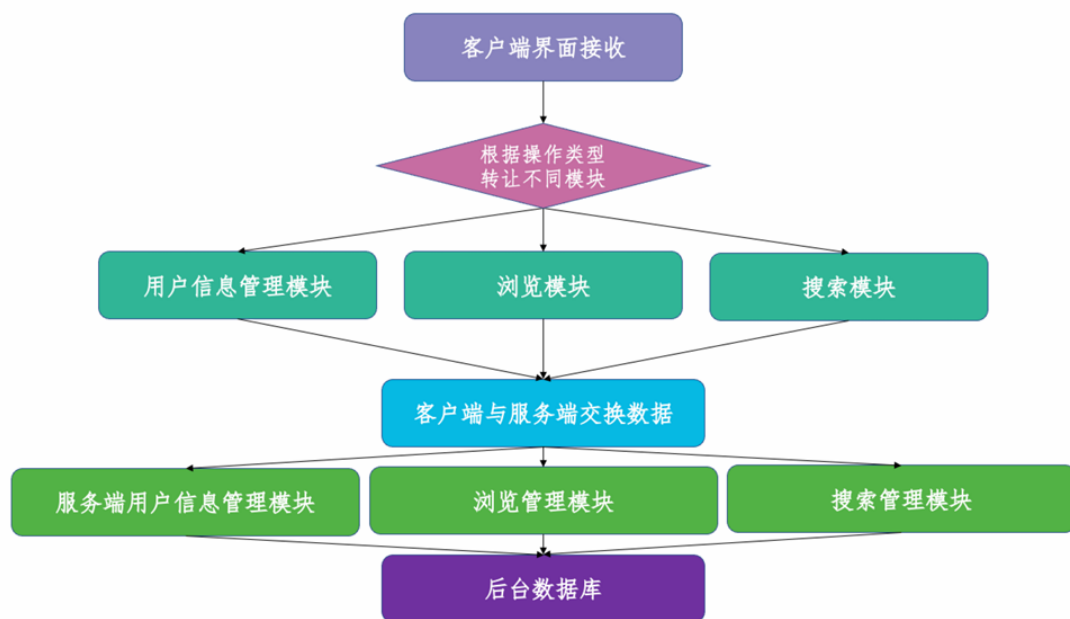 客户端界面接收
根据操作类型
转让不同模块
用户信息管理模块
浏览模块
搜索模块
客户端与服务端交换数据
服务端用户信息管理模块
浏览管理模块
搜索管理模块
后台数据库